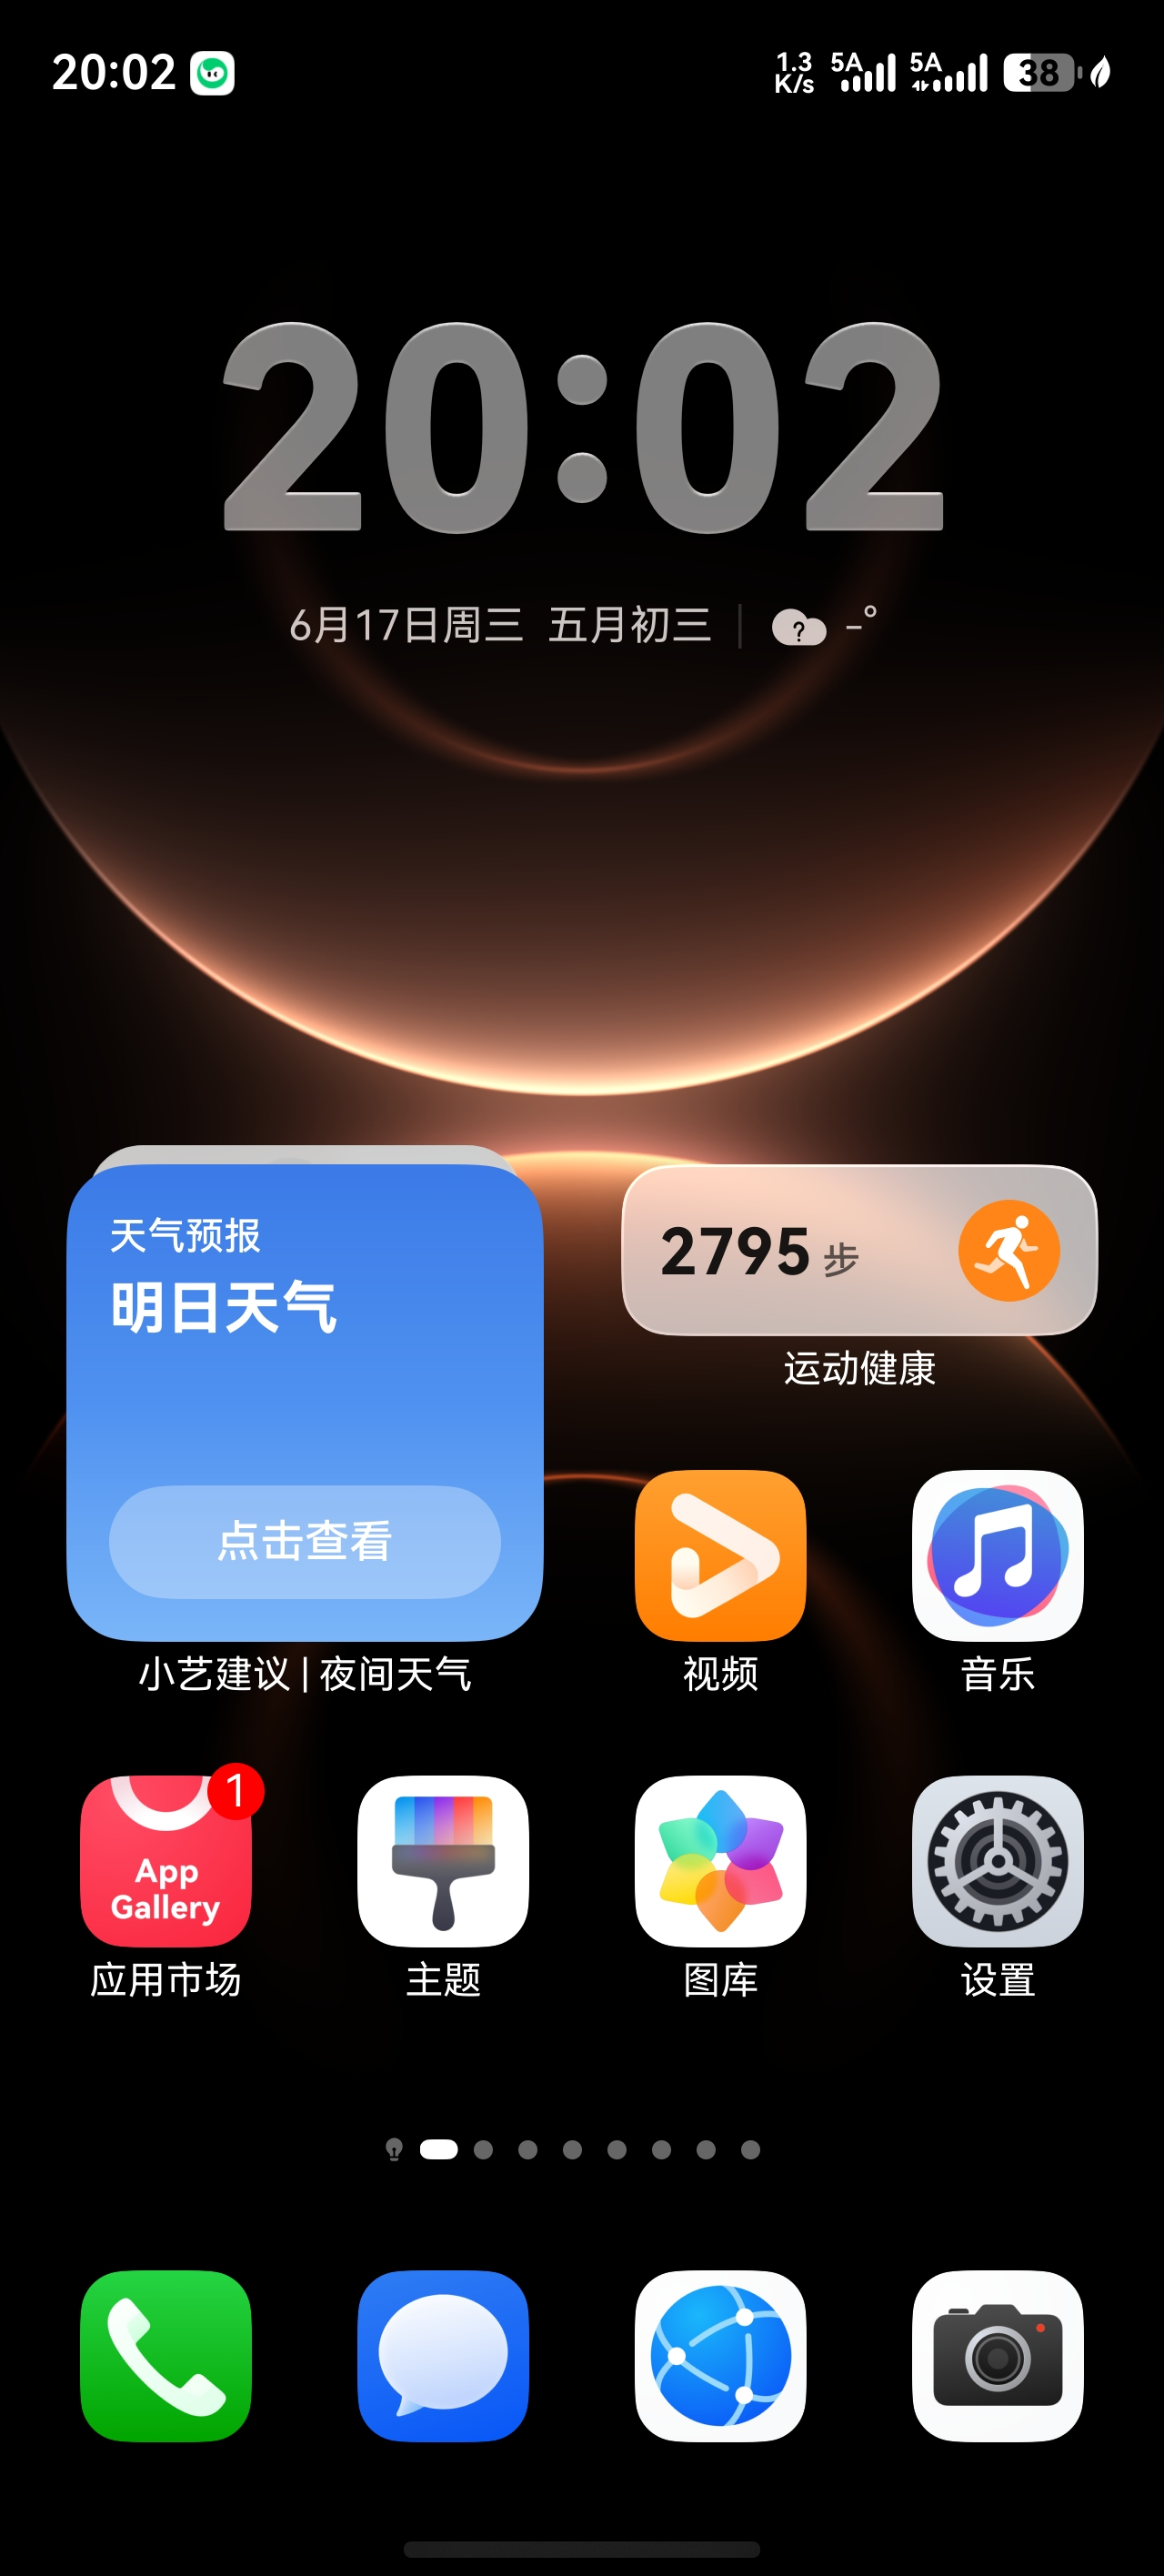 20:02
1.3 K/s 5A 5A 38
20:02
6月17日周三 五月初三 | -°
天气预报
明日天气
点击查看
小艺建议 | 夜间天气
2795 步
运动健康
视频
音乐
1
App
Gallery
应用市场
主题
图库
设置